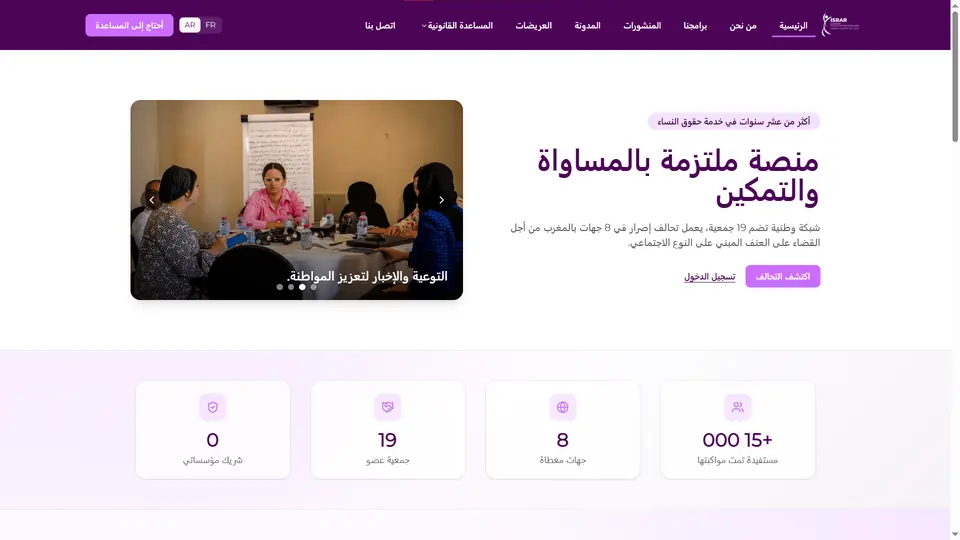 ISRAR
الرئيسية
من نحن
برامجنا
المنشورات
المدونة
العريضات
المساعدة القانونية
اتصل بنا
FR
AR
أحتاج إلى المساعدة
أكثر من عشر سنوات في خدمة حقوق النساء
منصة ملتزمة بالمساواة
والتمكين
شبكة وطنية تضم 19 جمعية، يعمل تحالف إصرار في 8 جهات بالمغرب من أجل
القضاء على العنف المبني على النوع الاجتماعي.
اكتشف التحالف
تسجيل الدخول
التوعية والإخبار لتعزيز المواطنة.
+15 000
مستفيدة تمت مواكبتها
8
جهات مغطاة
19
جمعية عضو
0
شريك مؤسساتي